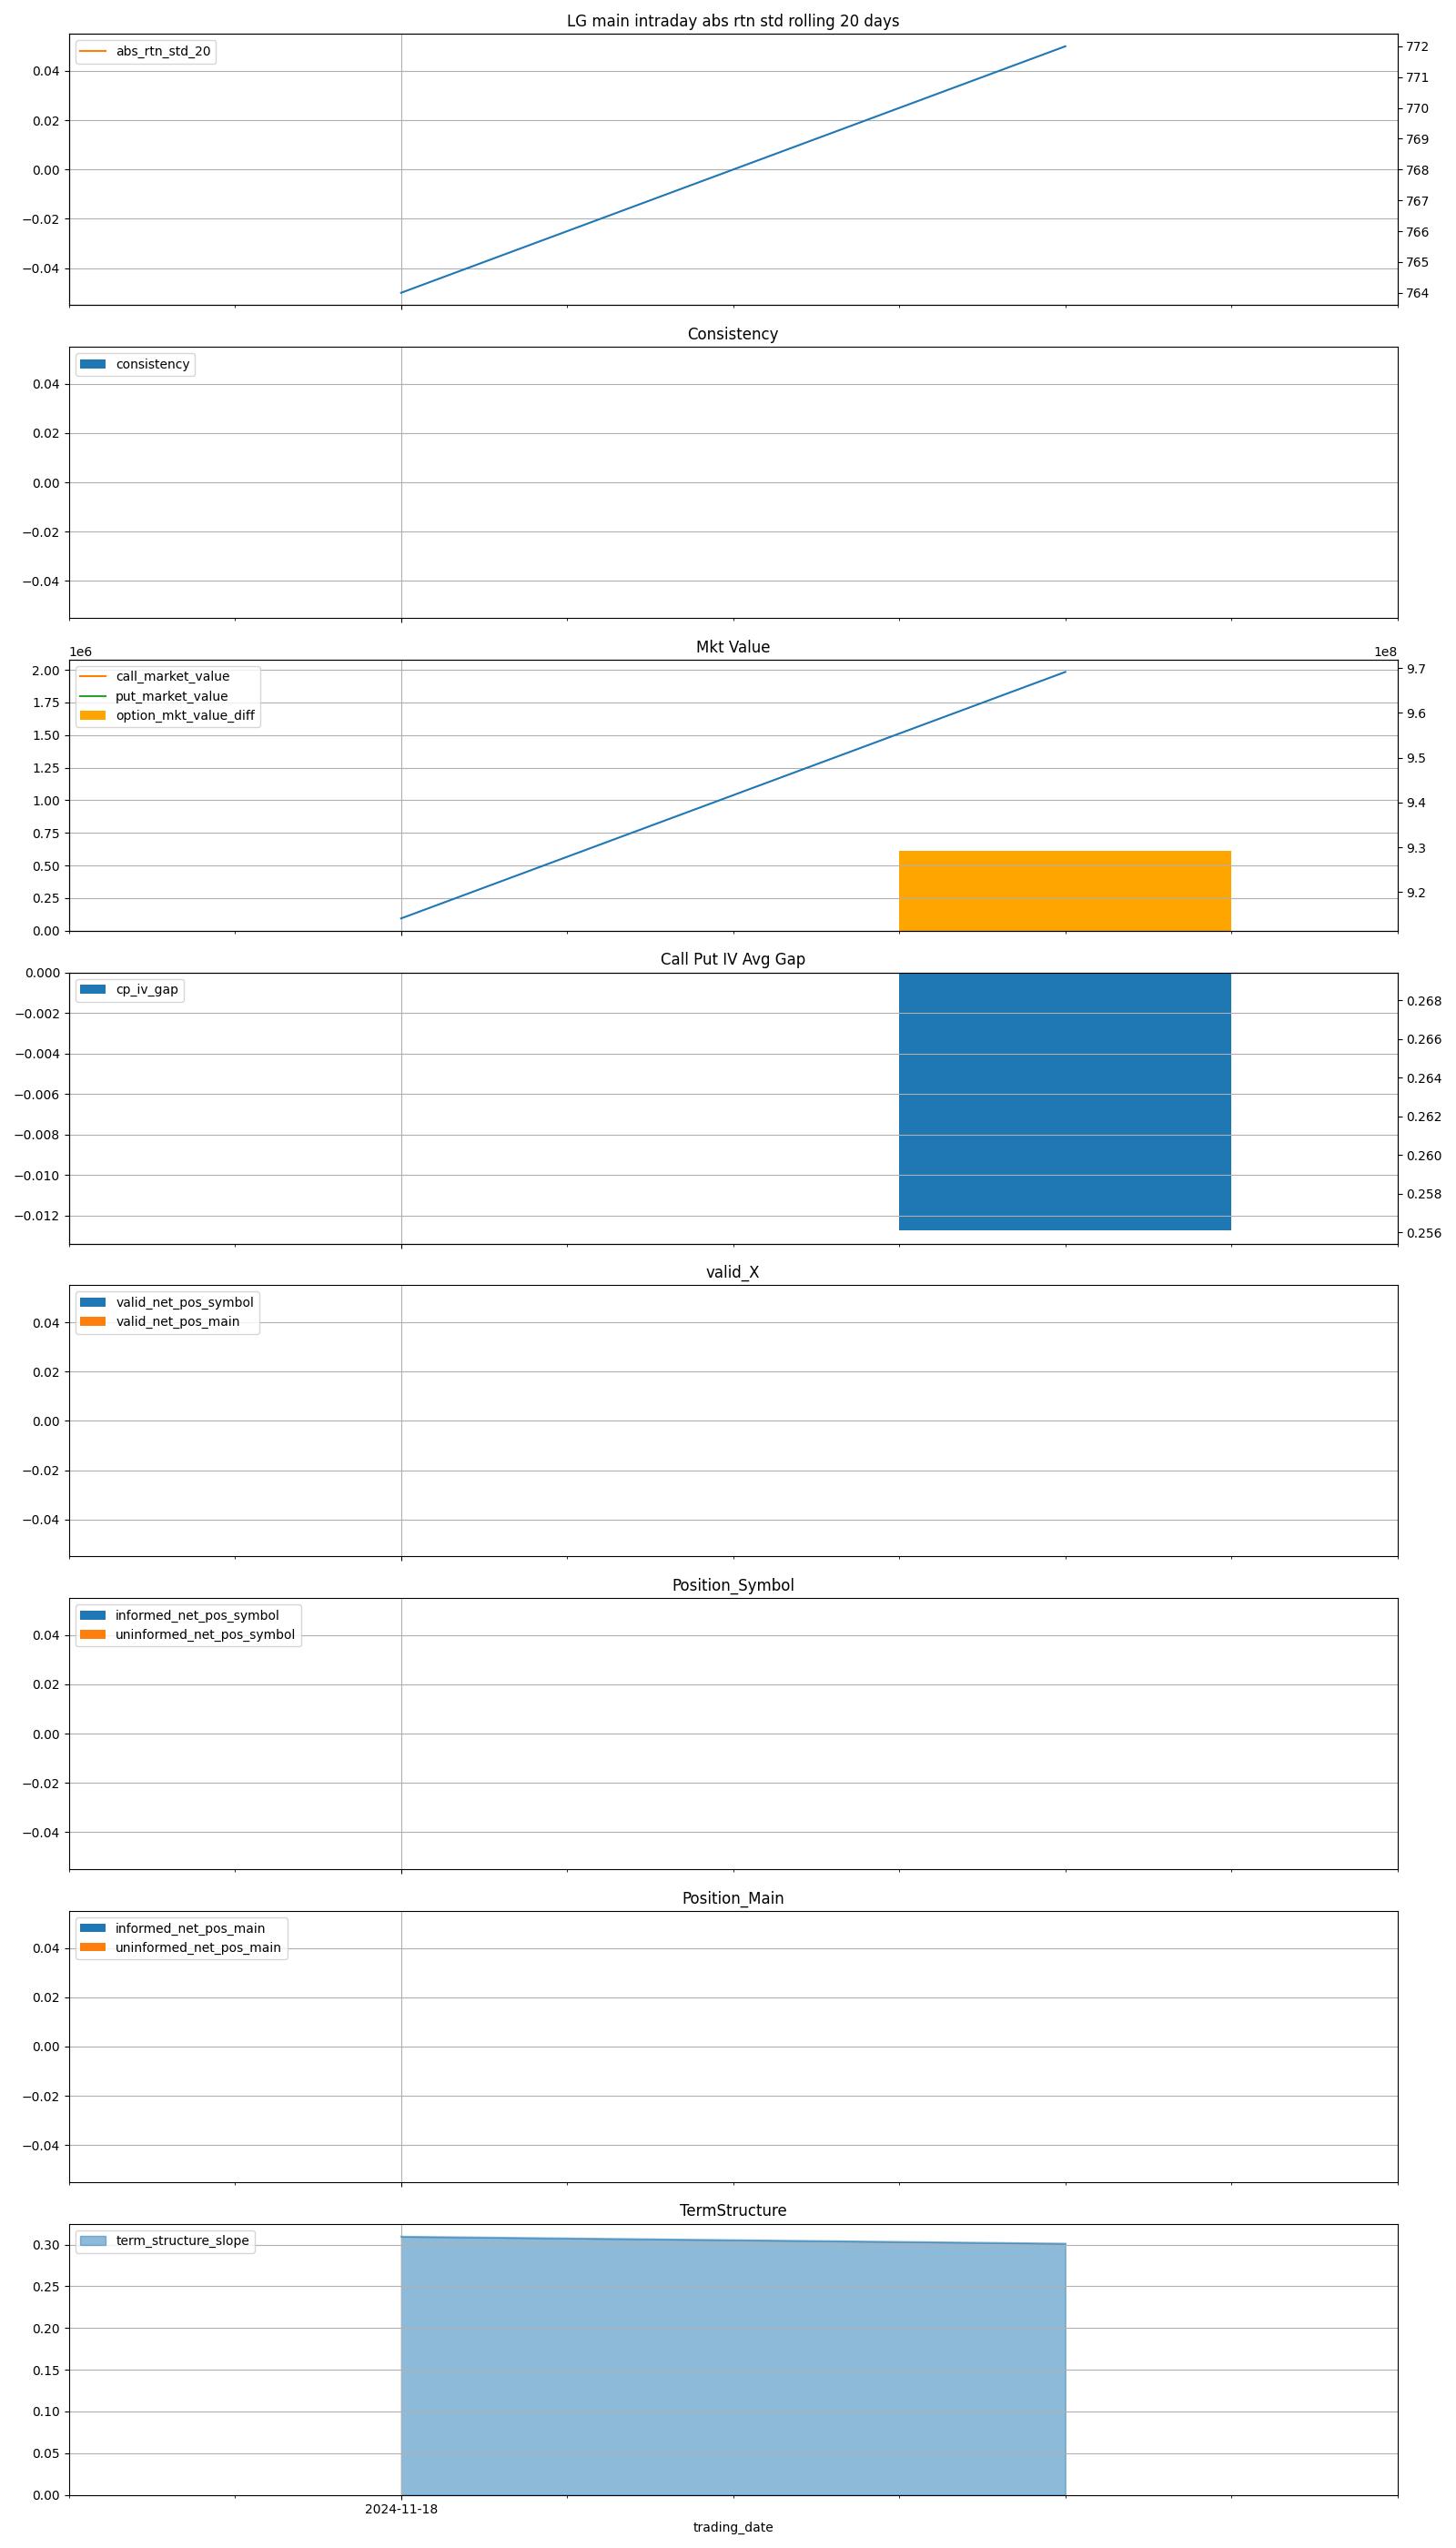 LG main intraday abs rtn std rolling 20 days
abs_rtn_std_20
0.04
0.02
0.00
−0.02
−0.04
772
771
770
769
768
767
766
765
764
Consistency
consistency
0.04
0.02
0.00
−0.02
−0.04
Mkt Value
1e6
1e8
call_market_value
put_market_value
option_mkt_value_diff
2.00
1.75
1.50
1.25
1.00
0.75
0.50
0.25
0.00
9.7
9.6
9.5
9.4
9.3
9.2
Call Put IV Avg Gap
cp_iv_gap
0.000
−0.002
−0.004
−0.006
−0.008
−0.010
−0.012
0.268
0.266
0.264
0.262
0.260
0.258
0.256
valid_X
valid_net_pos_symbol
valid_net_pos_main
0.04
0.02
0.00
−0.02
−0.04
Position_Symbol
informed_net_pos_symbol
uninformed_net_pos_symbol
0.04
0.02
0.00
−0.02
−0.04
Position_Main
informed_net_pos_main
uninformed_net_pos_main
0.04
0.02
0.00
−0.02
−0.04
TermStructure
term_structure_slope
0.30
0.25
0.20
0.15
0.10
0.05
0.00
2024-11-18
trading_date